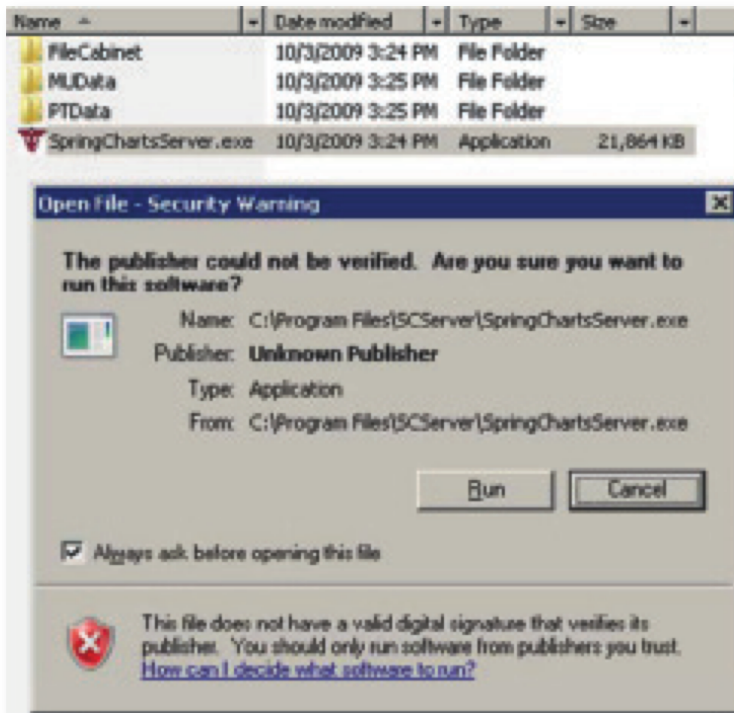 Name Date modified Type Size
FileCabinet 10/3/2009 3:24 PM File Folder
MUData 10/3/2009 3:25 PM File Folder
PTData 10/3/2009 3:25 PM File Folder
SpringChartsServer.exe 10/3/2009 3:24 PM Application 21,864 KB
Open File - Security Warning
The publisher could not be verified. Are you sure you want to
run this software?
Name: C:\Program Files\SCServer\SpringChartsServer.exe
Publisher: Unknown Publisher
Type: Application
From: C:\Program Files\SCServer\SpringChartsServer.exe
Run Cancel
Always ask before opening this file
This file does not have a valid digital signature that verifies its
publisher. You should only run software from publishers you trust.
How can I decide what software to run?